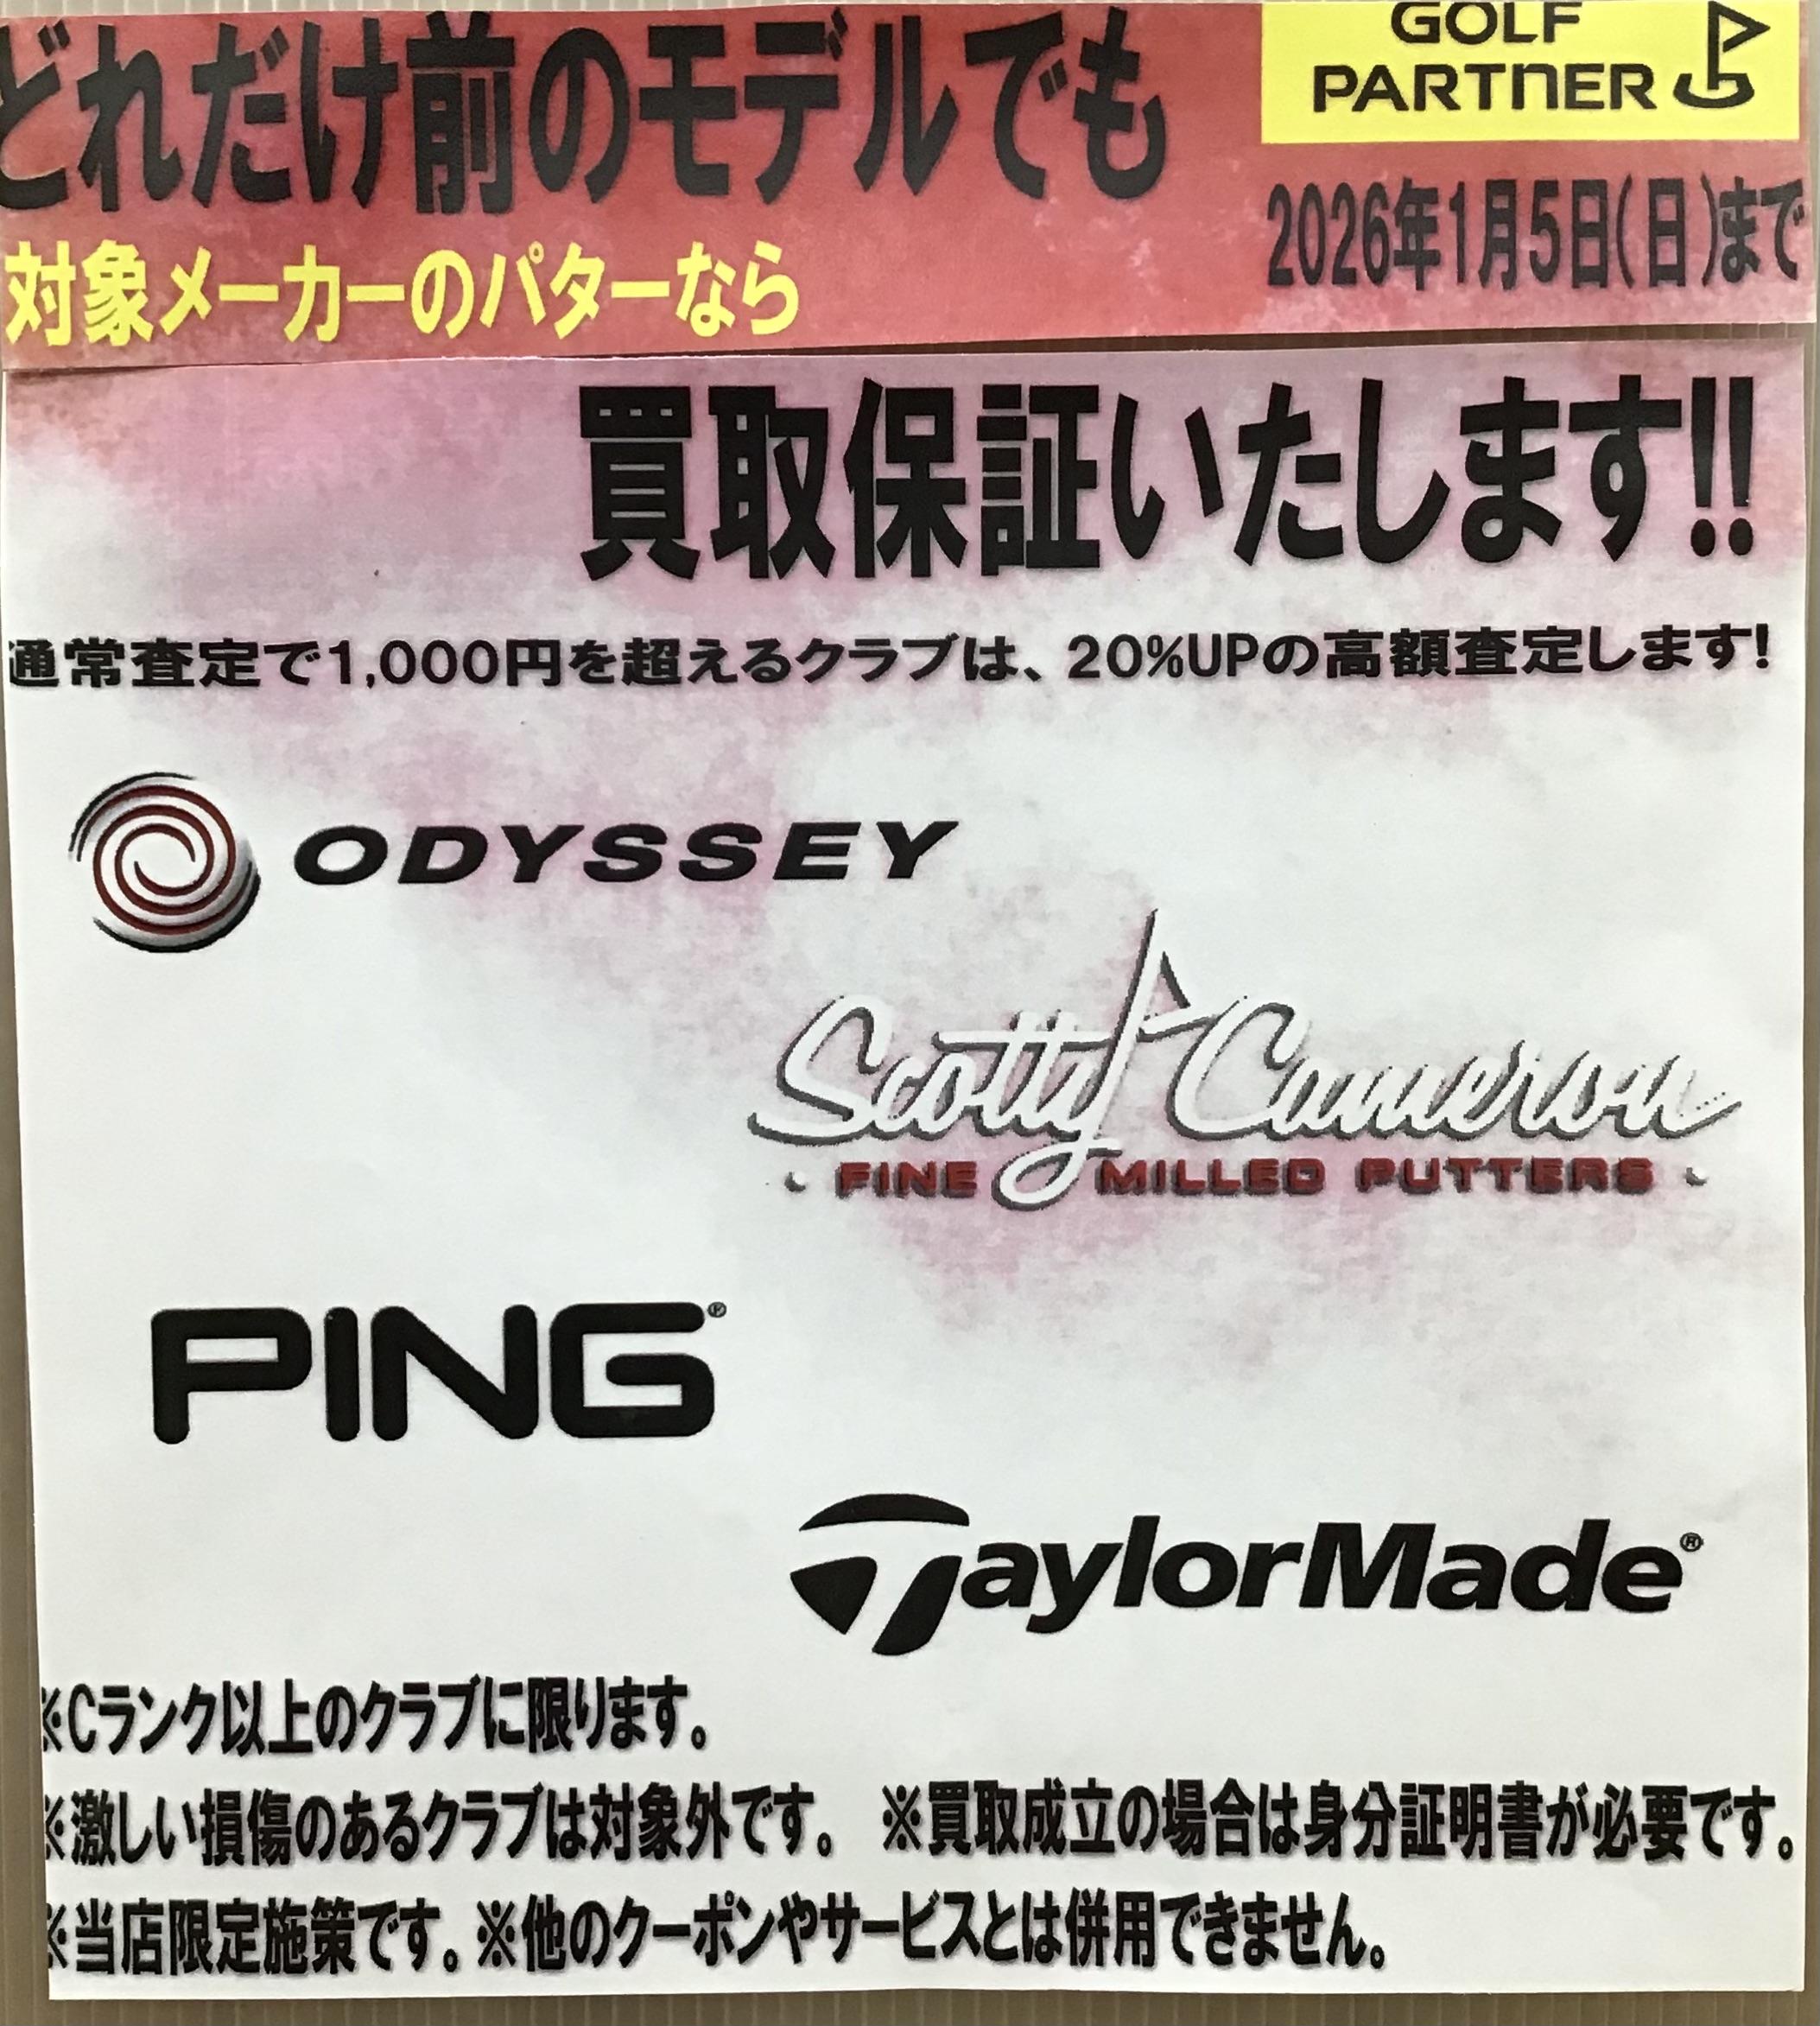 どれだけ前のモデルでも
GOLF
PARTNER
対象メーカーのパターなら
2026年1月5日(日)まで
買取保証いたします!!
通常査定で1,000円を超えるクラブは、20%UPの高額査定します!
ODYSSEY
Scotty Cameron
・FINE MILLED PUTTERS・
PING®
TaylorMade®
※Cランク以上のクラブに限ります。
※激しい損傷のあるクラブは対象外です。 ※買取成立の場合は身分証明書が必要です。
※当店限定施策です。※他のクーポンやサービスとは併用できません。